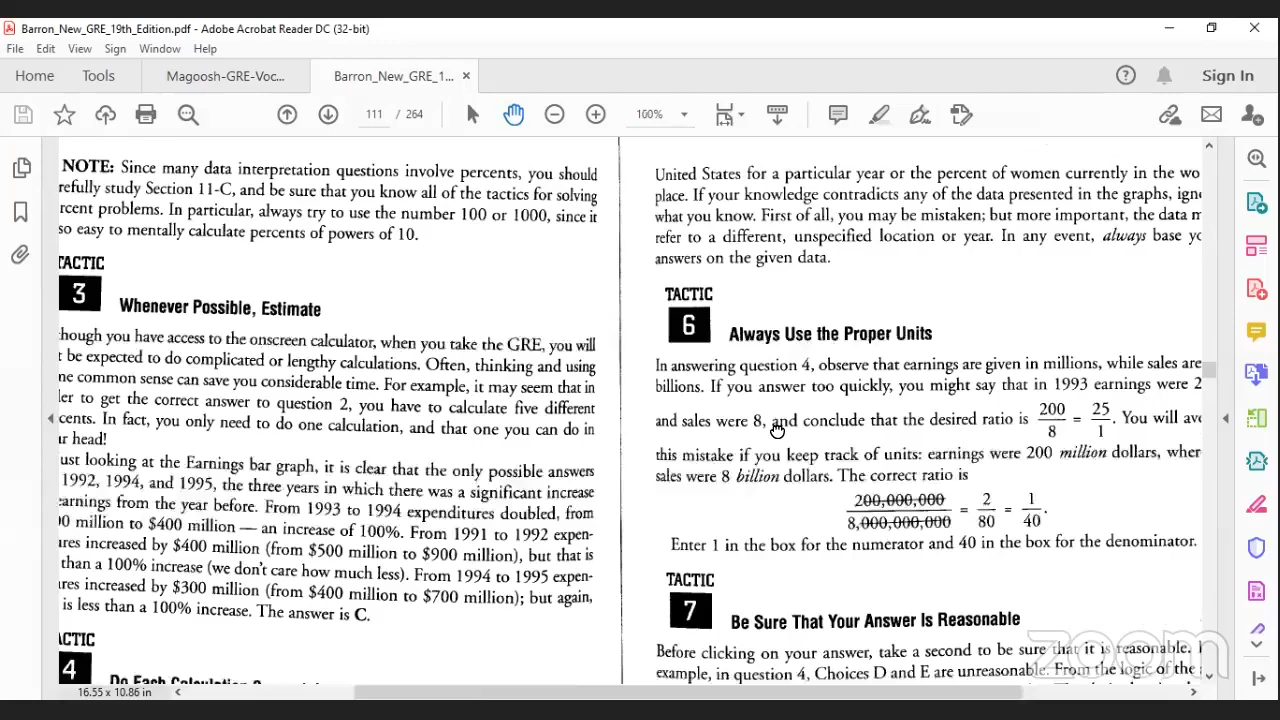 Barron_New_GRE_19th_Edition.pdf - Adobe Acrobat Reader DC (32-bit)
File Edit View Sign Window Help
Home Tools Magoosh-GRE-Voc... Barron_New_GRE_1... ×
Sign In
111 / 264
100%
NOTE: Since many data interpretation questions involve percents, you should
refully study Section 11-C, and be sure that you know all of the tactics for solving
rcent problems. In particular, always try to use the number 100 or 1000, since it
so easy to mentally calculate percents of powers of 10.
TACTIC
3
Whenever Possible, Estimate
hough you have access to the onscreen calculator, when you take the GRE, you will
t be expected to do complicated or lengthy calculations. Often, thinking and using
me common sense can save you considerable time. For example, it may seem that in
ler to get the correct answer to question 2, you have to calculate five different
cents. In fact, you only need to do one calculation, and that one you can do in
ur head!
ust looking at the Earnings bar graph, it is clear that the only possible answers
1992, 1994, and 1995, the three years in which there was a significant increase
earnings from the year before. From 1993 to 1994 expenditures doubled, from
00 million to $400 million — an increase of 100%. From 1991 to 1992 expen-
ures increased by $400 million (from $500 million to $900 million), but that is
than a 100% increase (we don't care how much less). From 1994 to 1995 expen-
ures increased by $300 million (from $400 million to $700 million); but again,
is less than a 100% increase. The answer is C.
ACTIC
4
16.55 x 10.86 in
United States for a particular year or the percent of women currently in the wo
place. If your knowledge contradicts any of the data presented in the graphs, igno
what you know. First of all, you may be mistaken; but more important, the data m
refer to a different, unspecified location or year. In any event, always base yo
answers on the given data.
TACTIC
6
Always Use the Proper Units
In answering question 4, observe that earnings are given in millions, while sales are
billions. If you answer too quickly, you might say that in 1993 earnings were 2
and sales were 8, and conclude that the desired ratio is 200/8 = 25/1. You will avo
this mistake if you keep track of units: earnings were 200 million dollars, wher
sales were 8 billion dollars. The correct ratio is
200,000,000/8,000,000,000 = 2/80 = 1/40.
Enter 1 in the box for the numerator and 40 in the box for the denominator.
TACTIC
7
Be Sure That Your Answer Is Reasonable
Before clicking on your answer, take a second to be sure that it is reasonable.
example, in question 4, Choices D and E are unreasonable. From the logic of the
zoom